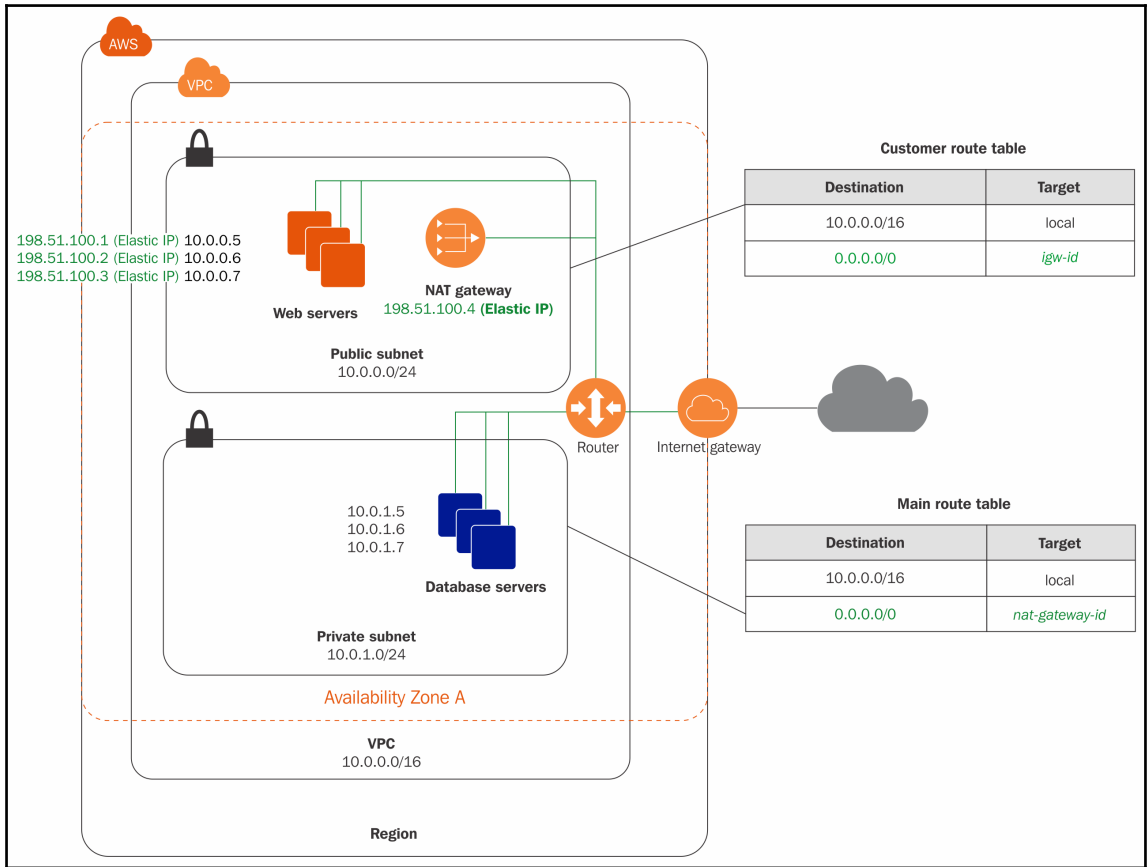 AWS
VPC
198.51.100.1 (Elastic IP) 10.0.0.5
198.51.100.2 (Elastic IP) 10.0.0.6
198.51.100.3 (Elastic IP) 10.0.0.7
Web servers
NAT gateway
198.51.100.4 (Elastic IP)
Public subnet
10.0.0.0/24
Customer route table
Destination Target
10.0.0.0/16 local
0.0.0.0/0 igw-id
Router
Internet gateway
10.0.1.5
10.0.1.6
10.0.1.7
Database servers
Private subnet
10.0.1.0/24
Main route table
Destination Target
10.0.0.0/16 local
0.0.0.0/0 nat-gateway-id
Availability Zone A
VPC
10.0.0.0/16
Region